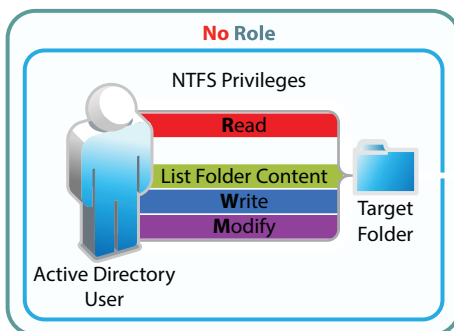 No Role
NTFS Privileges
Read
List Folder Content
Write
Modify
Target
Folder
Active Directory
User